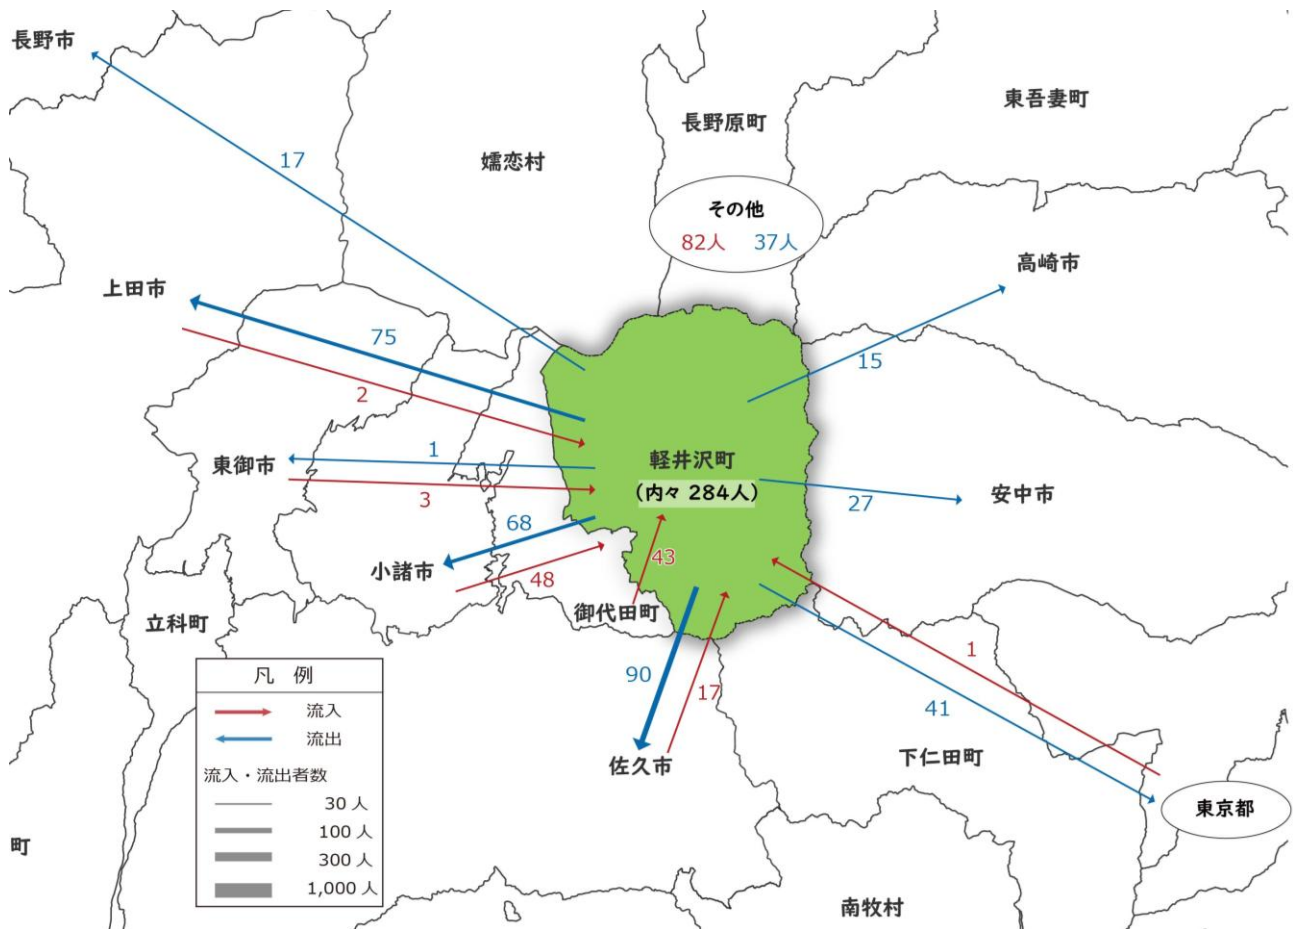 長野市
東吾妻町
長野原町
17
嬬恋村
その他
82人 37人
高崎市
上田市
75
15
2
東御市
1
軽井沢町
(内々 284人)
安中市
3
27
68
小諸市
48
43
御代田町
立科町
1
凡 例
90
17
流入
41
流出
下仁田町
佐久市
流入・流出者数
30 人
東京都
100 人
町
300 人
1,000 人
南牧村